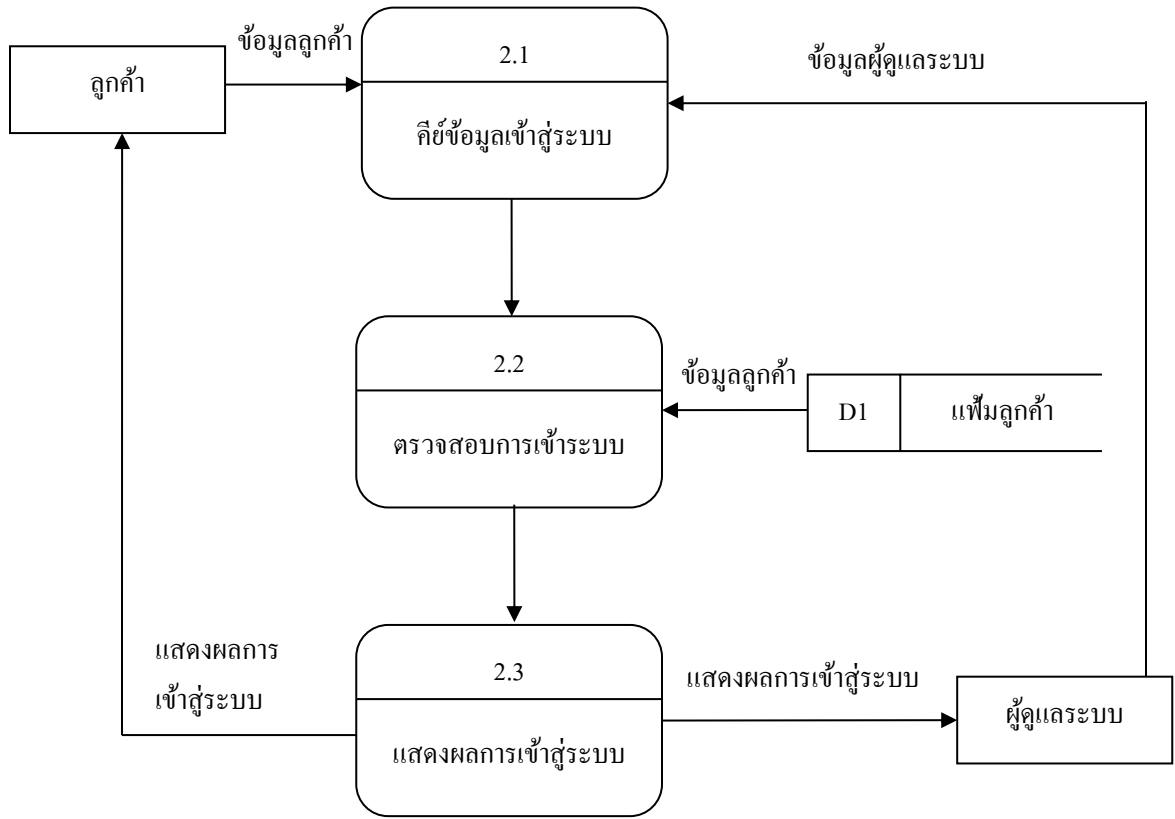 ข้อมูลลูกค้า
2.1
ข้อมูลผู้ดูแลระบบ
ลูกค้า
คีย์ข้อมูลเข้าสู่ระบบ
2.2
ข้อมูลลูกค้า
D1
แฟ้มลูกค้า
ตรวจสอบการเข้าระบบ
แสดงผลการ
เข้าสู่ระบบ
2.3
แสดงผลการเข้าสู่ระบบ
ผู้ดูแลระบบ
แสดงผลการเข้าสู่ระบบ